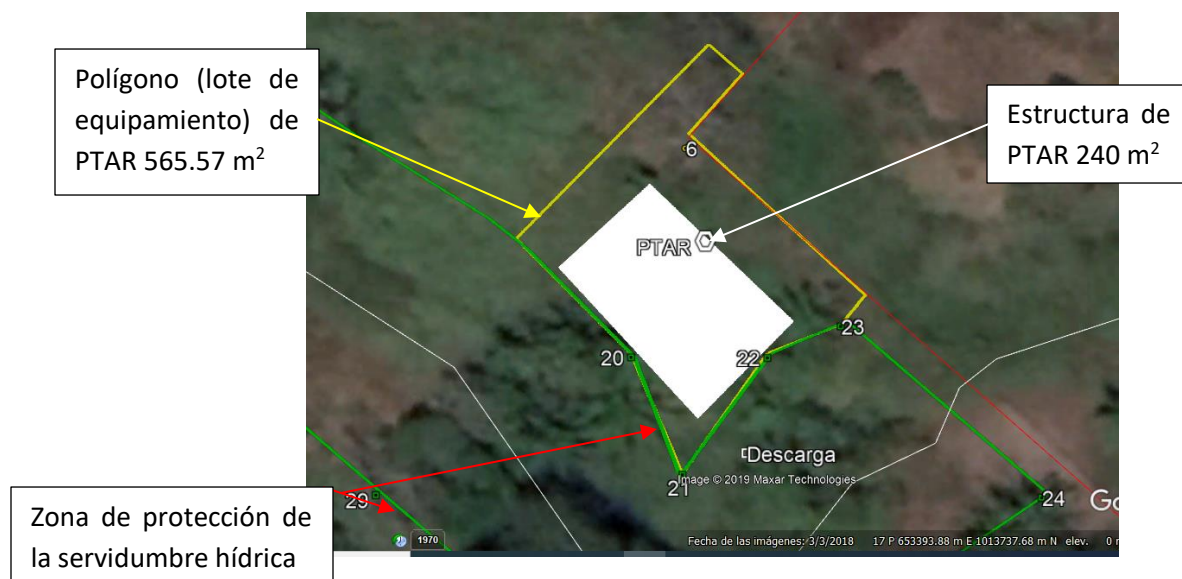 Polígono (lote de
equipamiento) de
PTAR 565.57 m²
Estructura de
PTAR 240 m²
6
PTAR
20
22
23
21
Descarga
Image © 2019 Maxar Technologies
29
24
Go
Zona de protección de
la servidumbre hídrica
1970
Fecha de las imágenes: 3/3/2018 17 P 653393.88 m E 1013737.68 m N elev. 0 m